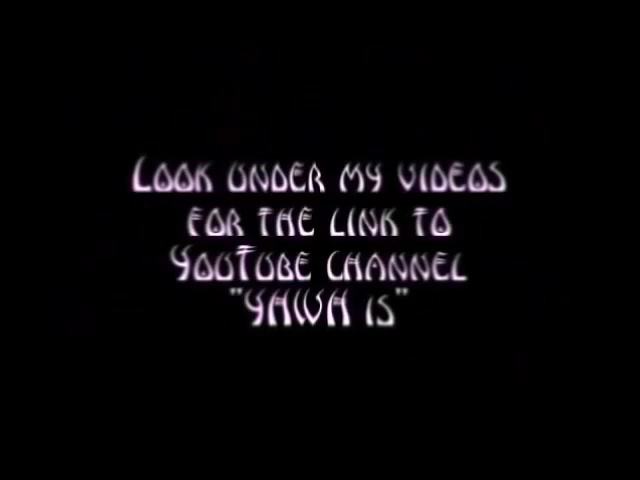 Look under my videos
for the link to
YouTube channel
"YHWH is"